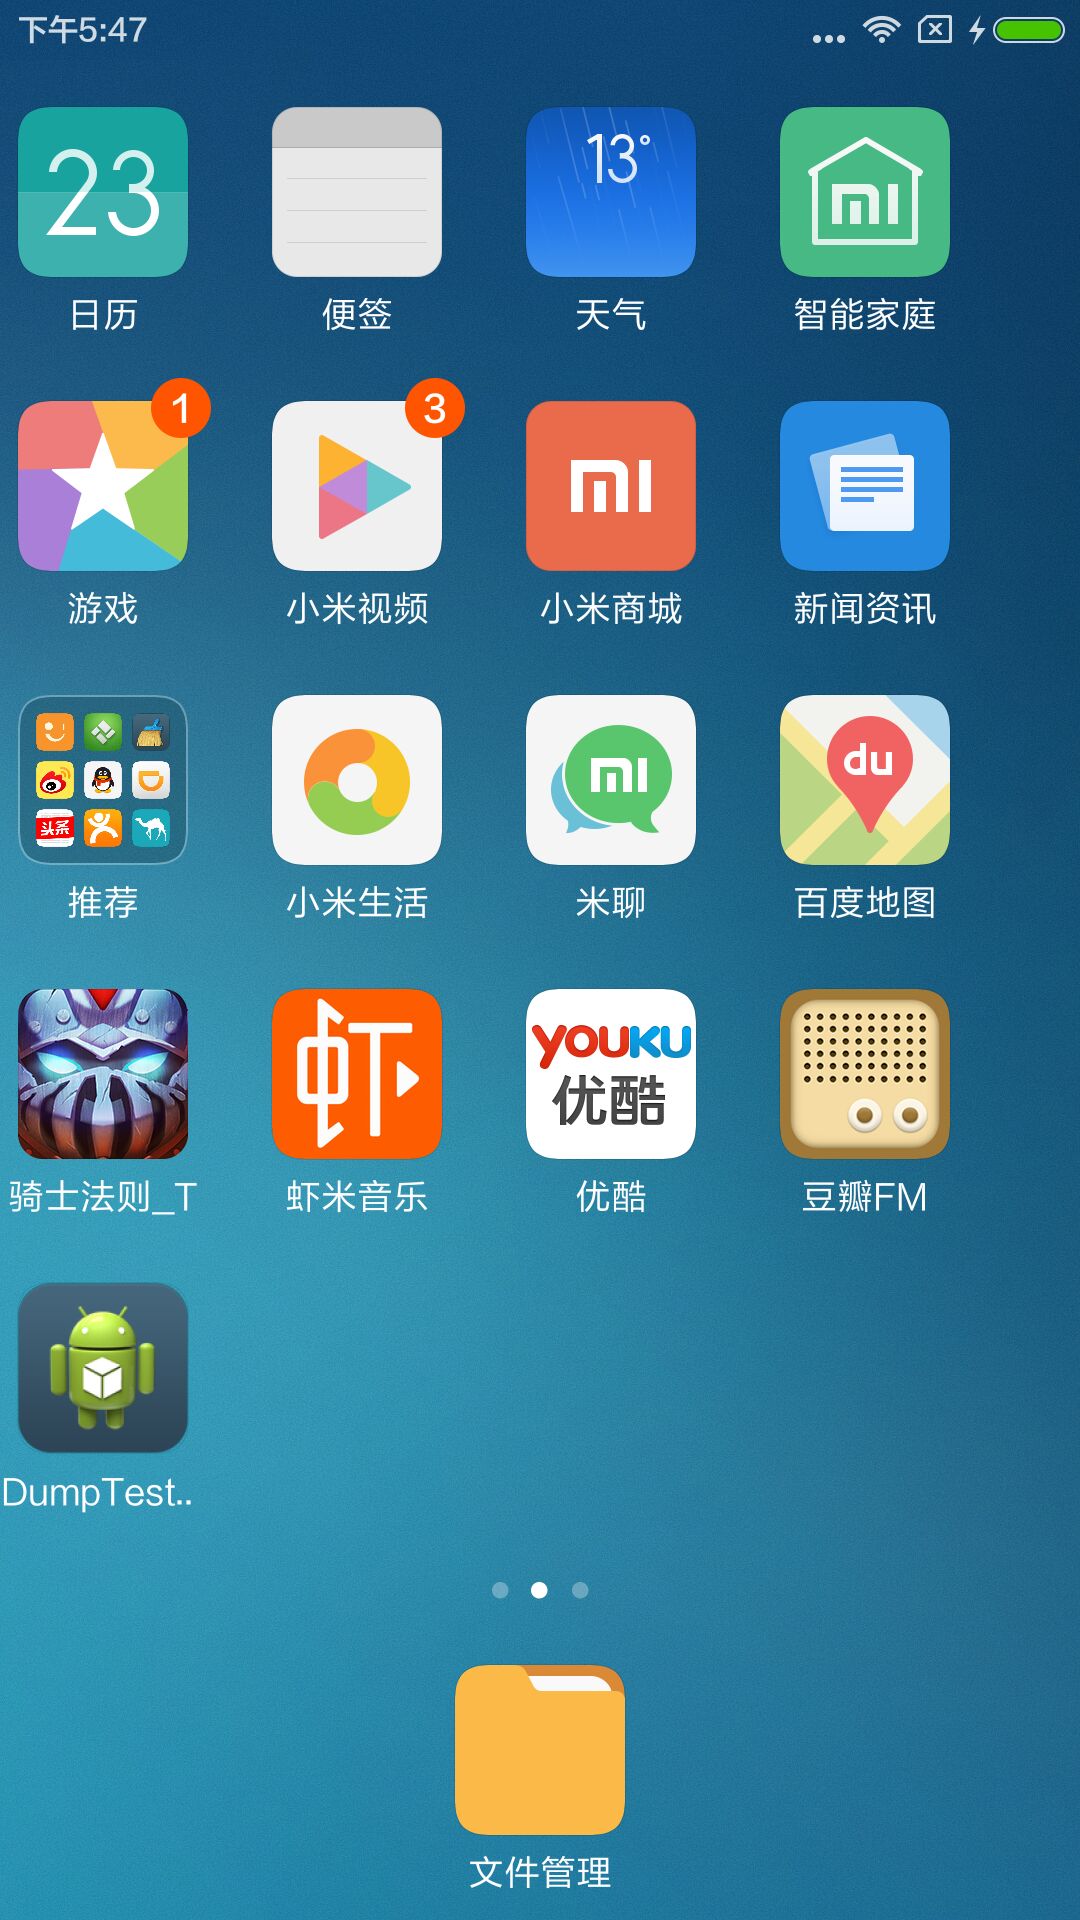 下午5:47
23
13°
日历
便签
天气
智能家庭
1
3
mi
游戏
小米视频
小米商城
新闻资讯
头条
mi
du
推荐
小米生活
米聊
百度地图
虾
YOUKU
优酷
骑士法则_T
虾米音乐
优酷
豆瓣FM
DumpTest..
文件管理